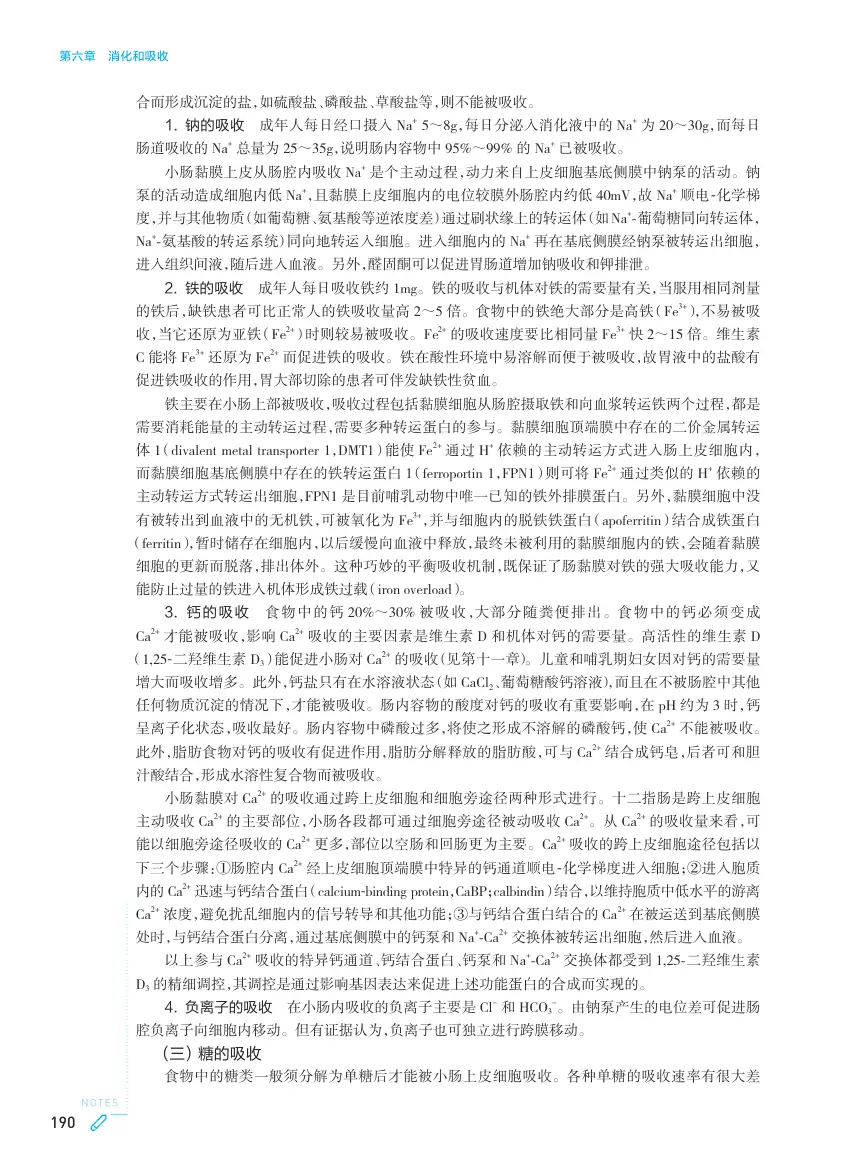 第六章 消化和吸收
合而形成沉淀的盐,如硫酸盐、磷酸盐、草酸盐等,则不能被吸收。
1. 钠的吸收 成年人每日经口摄入 Na⁺ 5～8g,每日分泌入消化液中的 Na⁺ 为 20～30g,而每日
肠道吸收的 Na⁺ 总量为 25～35g,说明肠内容物中 95%～99% 的 Na⁺ 已被吸收。
小肠黏膜上皮从肠腔内吸收 Na⁺ 是个主动过程,动力来自上皮细胞基底侧膜中钠泵的活动。钠
泵的活动造成细胞内低 Na⁺,且黏膜上皮细胞内的电位较膜外肠腔内约低 40mV,故 Na⁺ 顺电-化学梯
度,并与其他物质(如葡萄糖、氨基酸等逆浓度差)通过刷状缘上的转运体(如 Na⁺-葡萄糖同向转运体,
Na⁺-氨基酸的转运系统)同向地转运入细胞。进入细胞内的 Na⁺ 再在基底侧膜经钠泵被转运出细胞,
进入组织间液,随后进入血液。另外,醛固酮可以促进胃肠道增加钠吸收和钾排泄。
2. 铁的吸收 成年人每日吸收铁约 1mg。铁的吸收与机体对铁的需要量有关,当服用相同剂量
的铁后,缺铁患者可比正常人的铁吸收量高 2～5 倍。食物中的铁绝大部分是高铁(Fe³⁺),不易被吸
收,当它还原为亚铁(Fe²⁺)时则较易被吸收。Fe²⁺ 的吸收速度要比相同量 Fe³⁺ 快 2～15 倍。维生素
C 能将 Fe³⁺ 还原为 Fe²⁺ 而促进铁的吸收。铁在酸性环境中易溶解而便于被吸收,故胃液中的盐酸有
促进铁吸收的作用,胃大部切除的患者可伴发缺铁性贫血。
铁主要在小肠上部被吸收,吸收过程包括黏膜细胞从肠腔摄取铁和向血浆转运铁两个过程,都是
需要消耗能量的主动转运过程,需要多种转运蛋白的参与。黏膜细胞顶端膜中存在的二价金属转运
体 1(divalent metal transporter 1,DMT1)能使 Fe²⁺ 通过 H⁺ 依赖的主动转运方式进入肠上皮细胞内,
而黏膜细胞基底侧膜中存在的铁转运蛋白 1(ferroportin 1,FPN1)则可将 Fe²⁺ 通过类似的 H⁺ 依赖的
主动转运方式转运出细胞,FPN1 是目前哺乳动物中唯一已知的铁外排膜蛋白。另外,黏膜细胞中没
有被转出到血液中的无机铁,可被氧化为 Fe³⁺,并与细胞内的脱铁铁蛋白(apoferritin)结合成铁蛋白
(ferritin),暂时储存在细胞内,以后缓慢向血液中释放,最终未被利用的黏膜细胞内的铁,会随着黏膜
细胞的更新而脱落,排出体外。这种巧妙的平衡吸收机制,既保证了肠黏膜对铁的强大吸收能力,又
能防止过量的铁进入机体形成铁过载(iron overload)。
3. 钙的吸收 食物中的钙 20%～30% 被吸收,大部分随粪便排出。食物中的钙必须变成
Ca²⁺ 才能被吸收,影响 Ca²⁺ 吸收的主要因素是维生素 D 和机体对钙的需要量。高活性的维生素 D
(1,25-二羟维生素 D₃)能促进小肠对 Ca²⁺ 的吸收(见第十一章)。儿童和哺乳期妇女因对钙的需要量
增大而吸收增多。此外,钙盐只有在水溶液状态(如 CaCl₂、葡萄糖酸钙溶液),而且在不被肠腔中其他
任何物质沉淀的情况下,才能被吸收。肠内容物的酸度对钙的吸收有重要影响,在 pH 约为 3 时,钙
呈离子化状态,吸收最好。肠内容物中磷酸过多,将使之形成不溶解的磷酸钙,使 Ca²⁺ 不能被吸收。
此外,脂肪食物对钙的吸收有促进作用,脂肪分解释放的脂肪酸,可与 Ca²⁺ 结合成钙皂,后者可和胆
汁酸结合,形成水溶性复合物而被吸收。
小肠黏膜对 Ca²⁺ 的吸收通过跨上皮细胞和细胞旁途径两种形式进行。十二指肠是跨上皮细胞
主动吸收 Ca²⁺ 的主要部位,小肠各段都可通过细胞旁途径被动吸收 Ca²⁺。从 Ca²⁺ 的吸收量来看,可
能以细胞旁途径吸收的 Ca²⁺ 更多,部位以空肠和回肠更为主要。Ca²⁺ 吸收的跨上皮细胞途径包括以
下三个步骤:①肠腔内 Ca²⁺ 经上皮细胞顶端膜中特异的钙通道顺电-化学梯度进入细胞;②进入胞质
内的 Ca²⁺ 迅速与钙结合蛋白(calcium-binding protein,CaBP;calbindin)结合,以维持胞质中低水平的游离
Ca²⁺ 浓度,避免扰乱细胞内的信号转导和其他功能;③与钙结合蛋白结合的 Ca²⁺ 在被运送到基底侧膜
处时,与钙结合蛋白分离,通过基底侧膜中的钙泵和 Na⁺-Ca²⁺ 交换体被转运出细胞,然后进入血液。
以上参与 Ca²⁺ 吸收的特异钙通道、钙结合蛋白、钙泵和 Na⁺-Ca²⁺ 交换体都受到 1,25-二羟维生素
D₃ 的精细调控,其调控是通过影响基因表达来促进上述功能蛋白的合成而实现的。
4. 负离子的吸收 在小肠内吸收的负离子主要是 Cl⁻ 和 HCO₃⁻。由钠泵产生的电位差可促进肠
腔负离子向细胞内移动。但有证据认为,负离子也可独立进行跨膜移动。
(三)糖的吸收
食物中的糖类一般须分解为单糖后才能被小肠上皮细胞吸收。各种单糖的吸收速率有很大差
NOTES
190